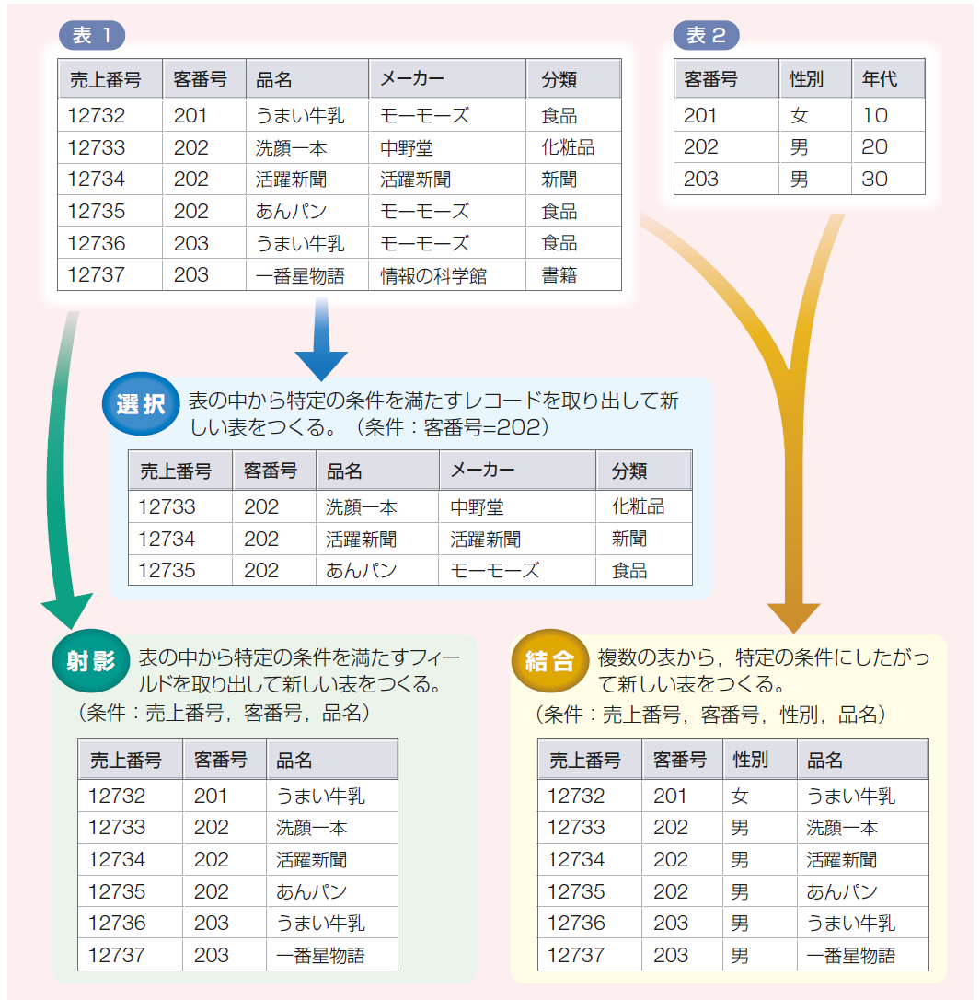 表 1
売上番号 客番号 品名 メーカー 分類
12732 201 うまい牛乳 モーモーズ 食品
12733 202 洗顔一本 中野堂 化粧品
12734 202 活躍新聞 活躍新聞 新聞
12735 202 あんパン モーモーズ 食品
12736 203 うまい牛乳 モーモーズ 食品
12737 203 一番星物語 情報の科学館 書籍
表 2
客番号 性別 年代
201 女 10
202 男 20
203 男 30
選択
表の中から特定の条件を満たすレコードを取り出して新
しい表をつくる。（条件：客番号=202）
売上番号 客番号 品名 メーカー 分類
12733 202 洗顔一本 中野堂 化粧品
12734 202 活躍新聞 活躍新聞 新聞
12735 202 あんパン モーモーズ 食品
射影
表の中から特定の条件を満たすフィー
ルドを取り出して新しい表をつくる。
（条件：売上番号，客番号，品名）
売上番号 客番号 品名
12732 201 うまい牛乳
12733 202 洗顔一本
12734 202 活躍新聞
12735 202 あんパン
12736 203 うまい牛乳
12737 203 一番星物語
結合
複数の表から，特定の条件にしたがっ
て新しい表をつくる。
（条件：売上番号，客番号，性別，品名）
売上番号 客番号 性別 品名
12732 201 女 うまい牛乳
12733 202 男 洗顔一本
12734 202 男 活躍新聞
12735 202 男 あんパン
12736 203 男 うまい牛乳
12737 203 男 一番星物語